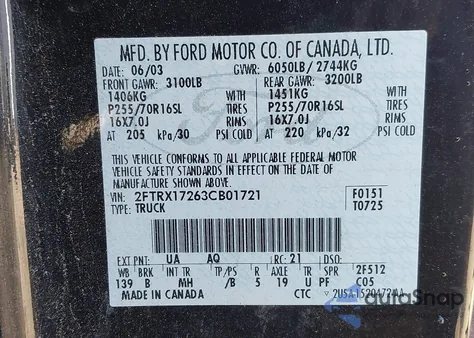 MFD. BY FORD MOTOR CO. OF CANADA, LTD.
DATE: 06/03 GVWR: 6050LB/ 2744KG
FRONT GAWR: 3100LB REAR GAWR: 3200LB
1406KG WITH 1451KG WITH
P255/70R16SL TIRES P255/70R16SL TIRES
16X7.0J RIMS 16X7.0J RIMS
AT 205 kPa/30 PSI COLD AT 220 kPa/32 PSI COLD
THIS VEHICLE CONFORMS TO ALL APPLICABLE FEDERAL MOTOR
VEHICLE SAFETY STANDARDS IN EFFECT ON THE DATE OF
MANUFACTURE SHOWN ABOVE.
VIN: 2FTRX17263CB01721 F0151
TYPE: TRUCK T0725
EXT PNT: UA AQ RC: 21 DSO:
WB BRK INT TR TP/PS R AXLE TR SPR 2F512
139 B MH /B 5 19 U PF C05
MADE IN CANADA CTC
Ford
autoSnap